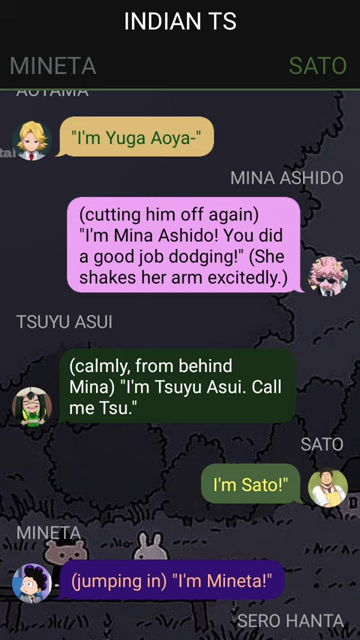 INDIAN TS
MINETA
SATO
AOYAMA
"I'm Yuga Aoya-"
MINA ASHIDO
(cutting him off again)
"I'm Mina Ashido! You did
a good job dodging!" (She
shakes her arm excitedly.)
TSUYU ASUI
(calmly, from behind
Mina) "I'm Tsuyu Asui. Call
me Tsu."
SATO
I'm Sato!"
MINETA
(jumping in) "I'm Mineta!"
SERO HANTA